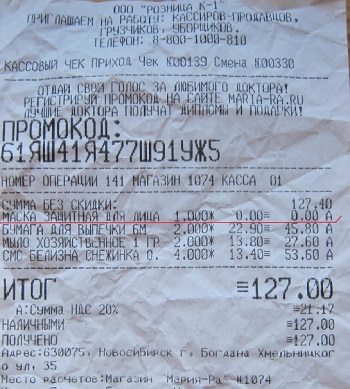 ООО "РОЗНИЦА К-1"
ПРИГЛАШАЕМ НА РАБОТУ: КАССИРОВ-ПРОДАВЦОВ,
ГРУЗЧИКОВ, УБОРЩИКОВ.
ТЕЛЕФОН: 8-800-1000-810
КАССОВЫЙ ЧЕК ПРИХОД Чек №00139 Смена №00330
ОТДАЙ СВОЙ ГОЛОС ЗА ЛЮБИМОГО ДОКТОРА!
РЕГИСТРИРУЙ ПРОМОКОД НА САЙТЕ MARIA-RA.RU
ЛУЧШИЕ ДОКТОРА ПОЛУЧАТ ДИПЛОМЫ И ПОДАРКИ!
ПРОМОКОД:
61ЯШ41Я477Ш91УЖ5
НОМЕР ОПЕРАЦИИ 141 МАГАЗИН 1074 КАССА 01
СУММА БЕЗ СКИДКИ: 127.40
МАСКА ЗАЩИТНАЯ ДЛЯ ЛИЦА 1.000* 0.00= 0.00 А
БУМАГА ДЛЯ ВЫПЕЧКИ 6М 2.000* 22.90= 45.80 А
МЫЛО ХОЗЯЙСТВЕННОЕ 1 ГР. 2.000* 13.80= 27.60 А
СМС БЕЛИЗНА СНЕЖИНКА 0. 4.000* 13.40= 53.60 А
ИТОГ =127.00
А:Сумма НДС 20% =21.17
НАЛИЧНЫМИ =127.00
ПОЛУЧЕНО =127.00
Адрес:630075, Новосибирск г, Богдана Хмельницког
о ул, 35
Место расчетов:Магазин "Мария-Ра" №1074